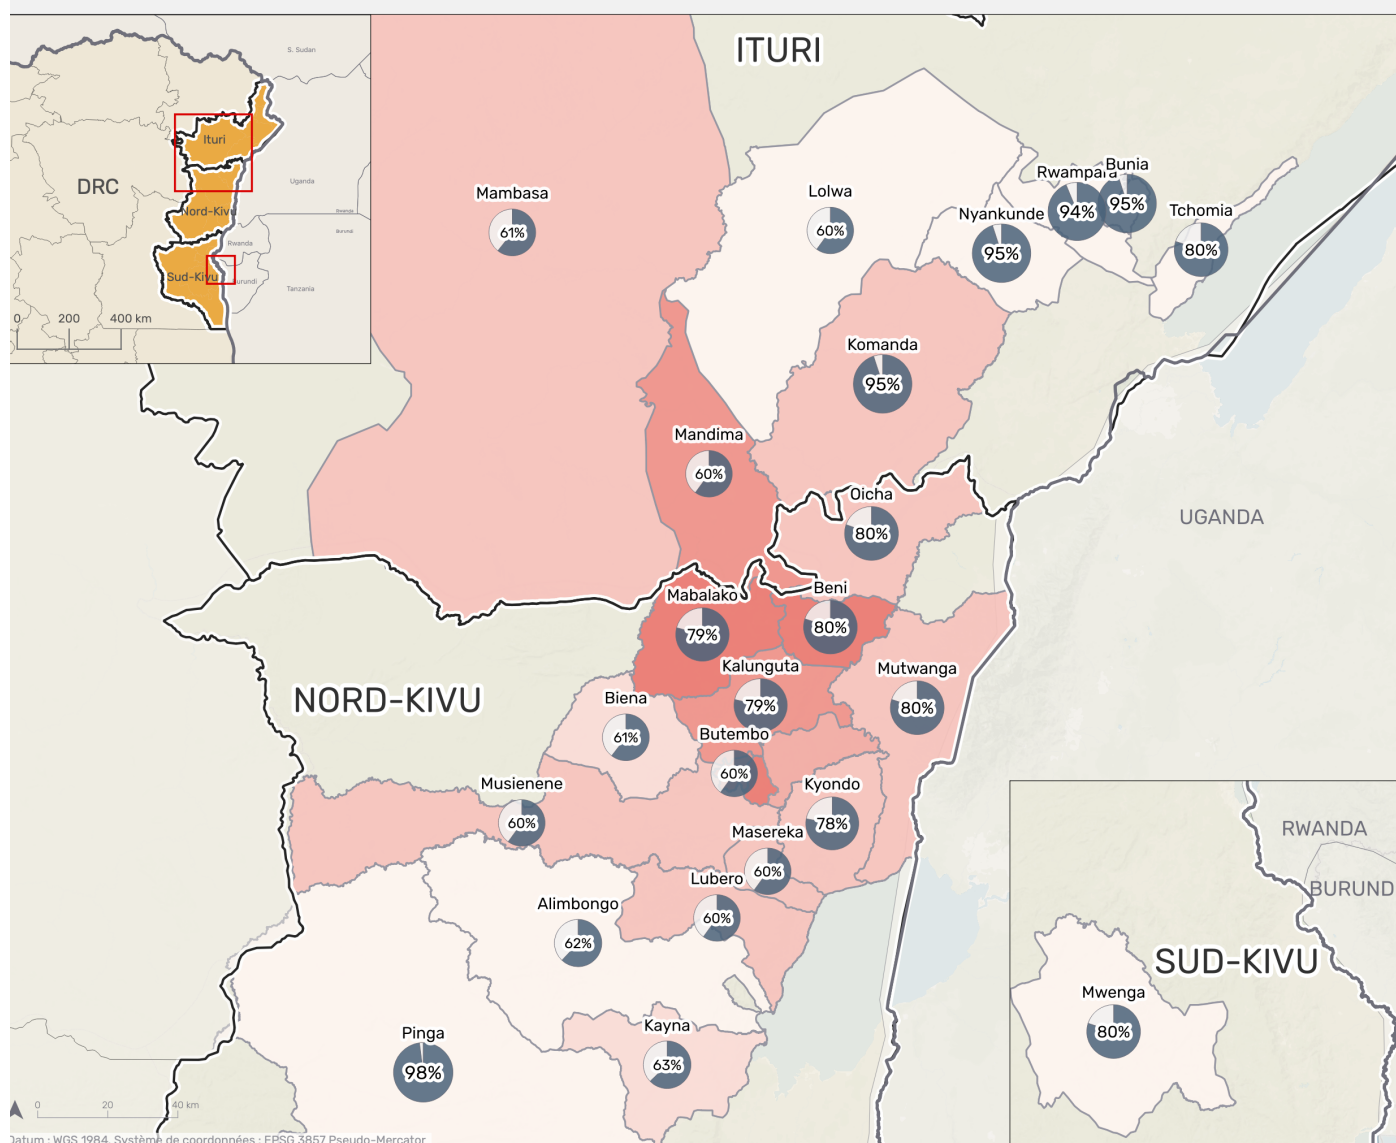 ITURI
S. Sudan
Ituri
DRC
Uganda
Nord-Kivu
Rwanda
Burundi
Rwanda
Sud-Kivu
urundi
Tanzania
0 200 400 km
Mambasa
61%
Lolwa
60%
Bunia
95%
Rwampara
94%
Nyankunde
95%
Tchomia
80%
Komanda
95%
Mandima
60%
Oicha
80%
UGANDA
Mabalako
79%
Beni
80%
Kalunguta
79%
Mutwanga
80%
NORD-KIVU
Biena
61%
Butembo
60%
Musienene
60%
Kyondo
78%
Masereka
60%
Lubero
60%
Alimbongo
62%
Kayna
63%
Pinga
98%
RWANDA
BURUND
SUD-KIVU
Mwenga
80%
0 20 40 km
Datum : WGS 1984, Système de coordonnées : EPSG 3857 Pseudo-Mercator